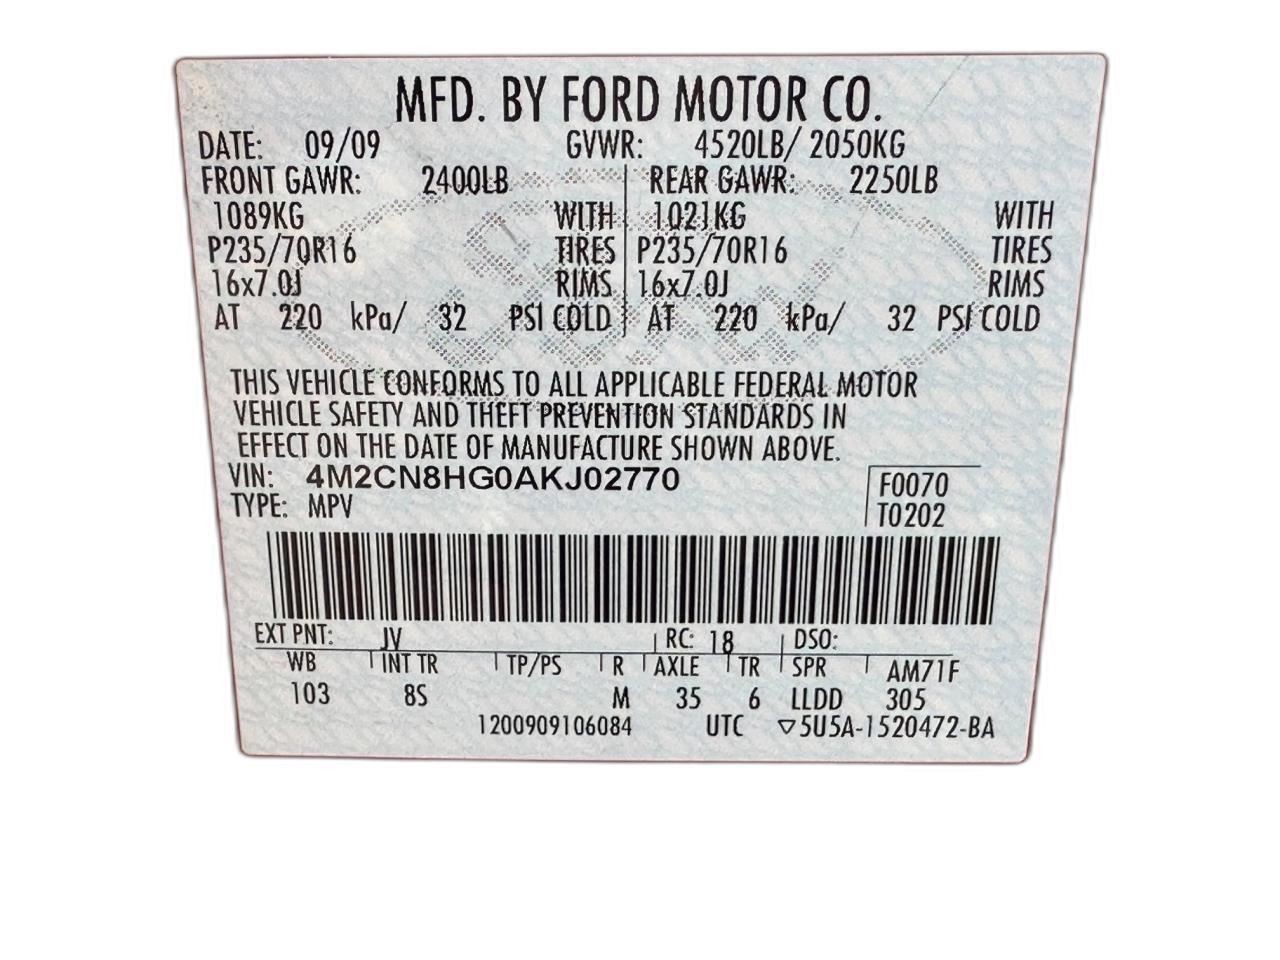 MFD. BY FORD MOTOR CO.
DATE: 09/09 GVWR: 4520LB/ 2050KG
FRONT GAWR: 2400LB REAR GAWR: 2250LB
1089KG WITH 1021KG WITH
P235/70R16 TIRES P235/70R16 TIRES
16x7.0J RIMS 16x7.0J RIMS
AT 220 kPa/ 32 PSI COLD AT 220 kPa/ 32 PSI COLD
THIS VEHICLE CONFORMS TO ALL APPLICABLE FEDERAL MOTOR
VEHICLE SAFETY AND THEFT PREVENTION STANDARDS IN
EFFECT ON THE DATE OF MANUFACTURE SHOWN ABOVE.
VIN: 4M2CN8HG0AKJ02770 F0070
TYPE: MPV T0202
EXT PNT: JV RC: 18 DSO:
WB INT TR TP/PS R AXLE TR SPR AM71F
103 8S M 35 6 LLDD 305
1200909106084 UTC ▽5U5A-1520472-BA